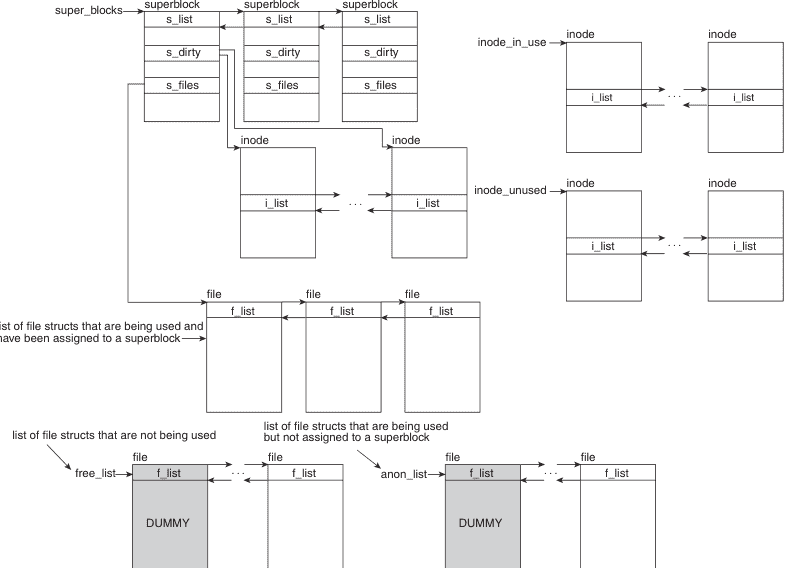 superblock superblock superblock
super_blocks
s_list s_list s_list
s_dirty s_dirty s_dirty
s_files s_files s_files
inode inode
inode_in_use
i_list ... i_list
inode inode
i_list ... i_list
inode inode
inode_unused
i_list ... i_list
file file file
f_list f_list f_list
ist of file structs that are being used and
have been assigned to a superblock
list of file structs that are not being used
list of file structs that are being used
but not assigned to a superblock
file file
free_list f_list ... f_list
DUMMY
file file
anon_list f_list ... f_list
DUMMY